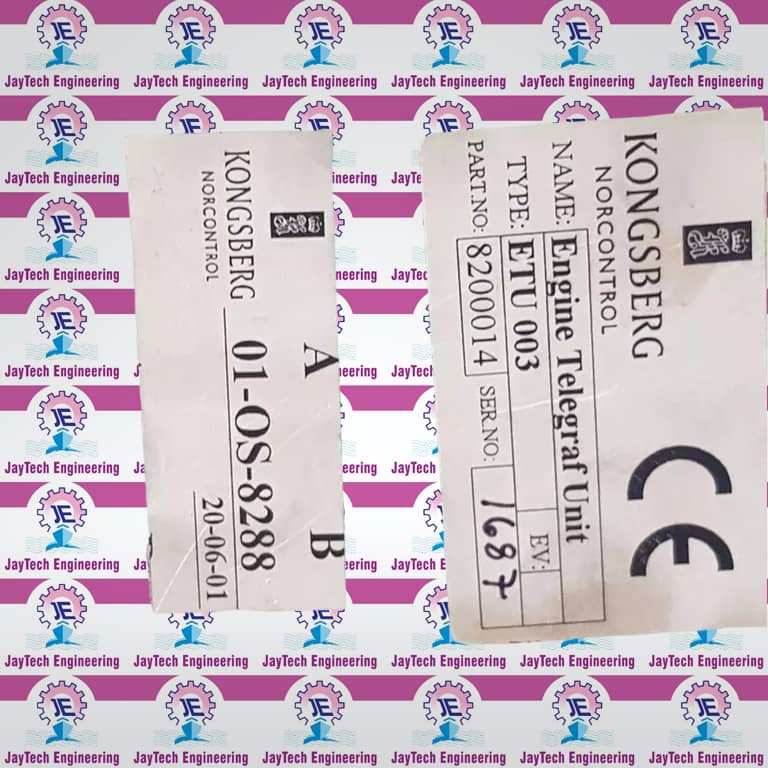 KONGSBERG
NORCONTROL
A
B
01-OS-8288
20-06-01
KONGSBERG
NORCONTROL
CE
NAME: Engine Telegraf Unit
TYPE: ETU 003
EV:
PART.NO: 8200014 SER.NO: 1687
JE
JayTech Engineering